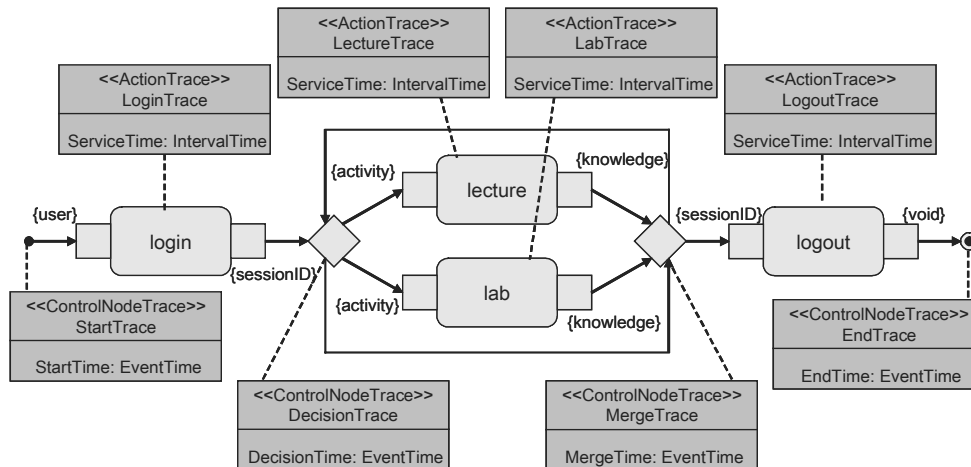 <<ActionTrace>>
LectureTrace
ServiceTime: IntervalTime
<<ActionTrace>>
LabTrace
ServiceTime: IntervalTime
<<ActionTrace>>
LoginTrace
ServiceTime: IntervalTime
<<ActionTrace>>
LogoutTrace
ServiceTime: IntervalTime
{user}
login
{sessionID}
{activity}
lecture
{knowledge}
{activity}
lab
{knowledge}
{sessionID}
logout
{void}
<<ControlNodeTrace>>
StartTrace
StartTime: EventTime
<<ControlNodeTrace>>
DecisionTrace
DecisionTime: EventTime
<<ControlNodeTrace>>
MergeTrace
MergeTime: EventTime
<<ControlNodeTrace>>
EndTrace
EndTime: EventTime